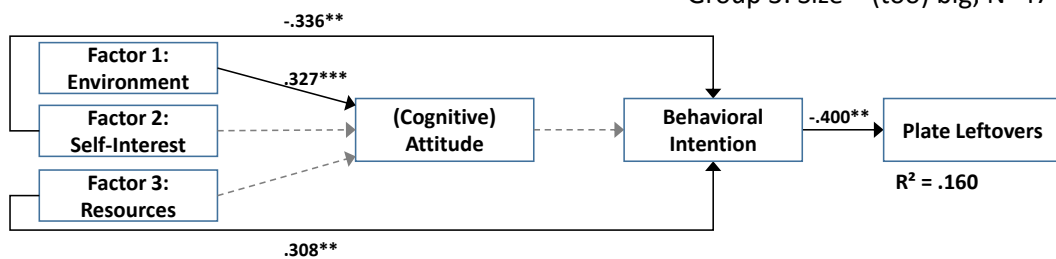 -.336**
Factor 1:
Environment
.327***
Factor 2:
Self-Interest
(Cognitive)
Attitude
Behavioral
Intention
-.400**
Plate Leftovers
Factor 3:
Resources
R² = .160
.308**